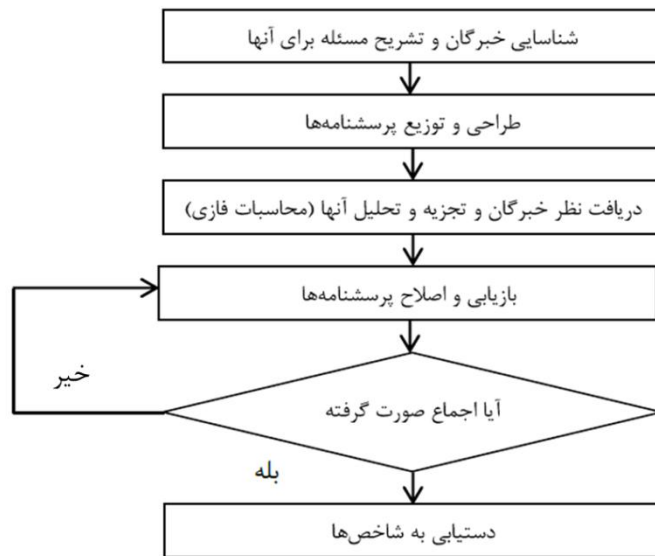 شناسایی خبرگان و تشریح مسئله برای آنها
طراحی و توزیع پرسشنامه‌ها
دریافت نظر خبرگان و تجزیه و تحلیل آنها (محاسبات فازی)
بازیابی و اصلاح پرسشنامه‌ها
خیر
آیا اجماع صورت گرفته
بله
دستیابی به شاخص‌ها